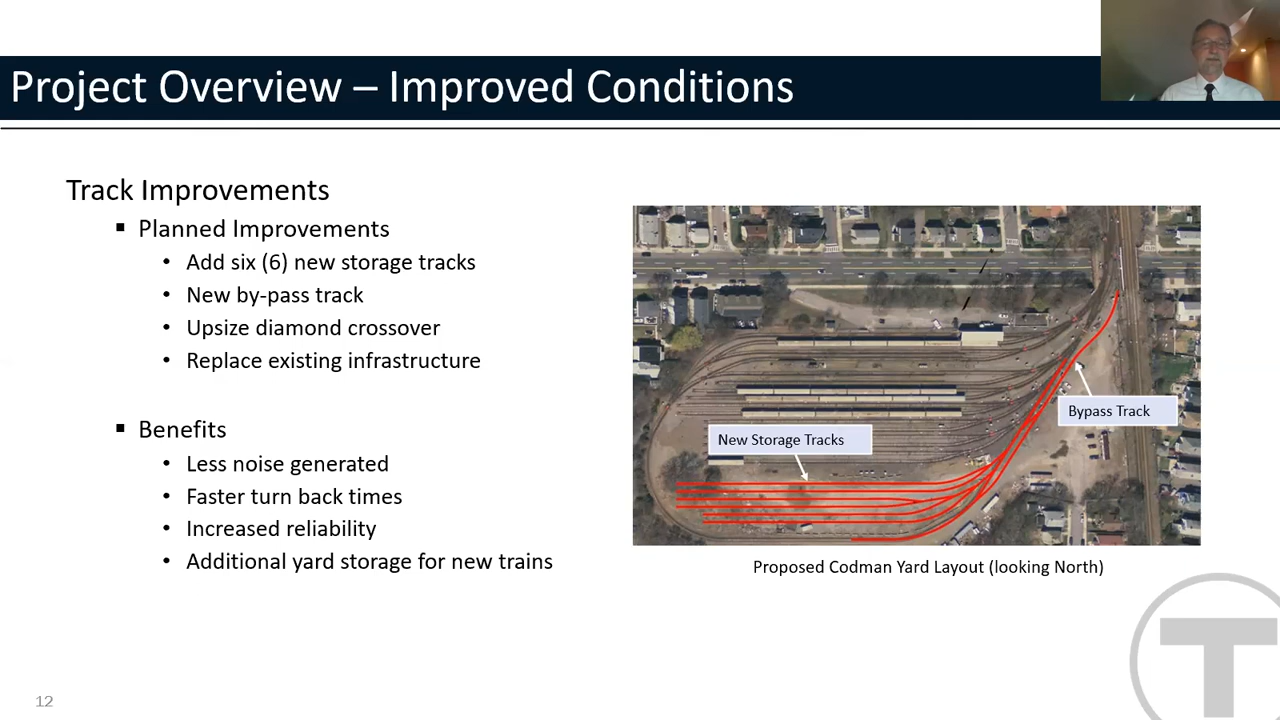 Project Overview – Improved Conditions
Track Improvements
▪ Planned Improvements
• Add six (6) new storage tracks
• New by-pass track
• Upsize diamond crossover
• Replace existing infrastructure
▪ Benefits
• Less noise generated
• Faster turn back times
• Increased reliability
• Additional yard storage for new trains
New Storage Tracks
Bypass Track
Proposed Codman Yard Layout (looking North)
T
12